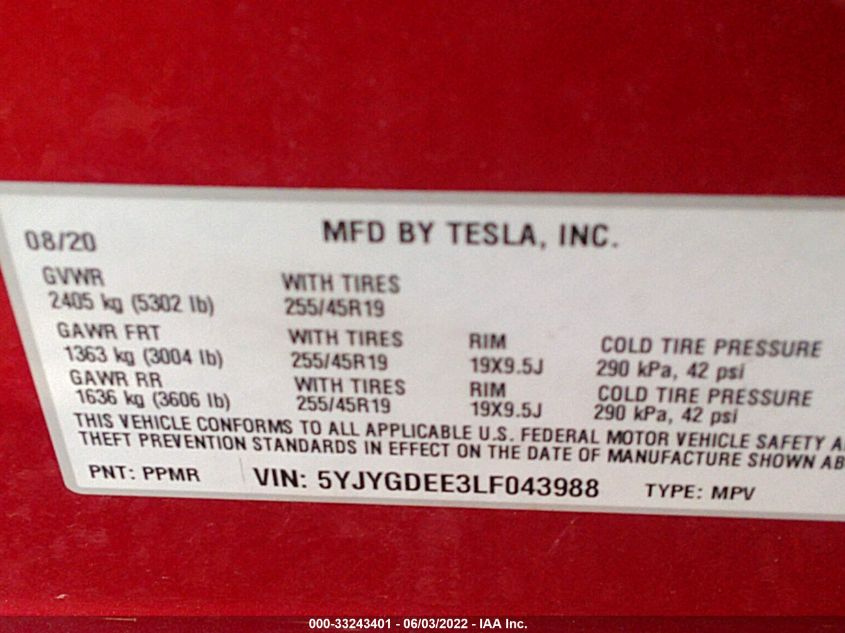 08/20 MFD BY TESLA, INC.
GVWR WITH TIRES
2405 kg (5302 lb) 255/45R19
GAWR FRT WITH TIRES RIM COLD TIRE PRESSURE
1363 kg (3004 lb) 255/45R19 19X9.5J 290 kPa, 42 psi
GAWR RR WITH TIRES RIM COLD TIRE PRESSURE
1636 kg (3606 lb) 255/45R19 19X9.5J 290 kPa, 42 psi
THIS VEHICLE CONFORMS TO ALL APPLICABLE U.S. FEDERAL MOTOR VEHICLE SAFETY
THEFT PREVENTION STANDARDS IN EFFECT ON THE DATE OF MANUFACTURE SHOWN AB
PNT: PPMR VIN: 5YJYGDEE3LF043988 TYPE: MPV
000-33243401 - 06/03/2022 - IAA Inc.